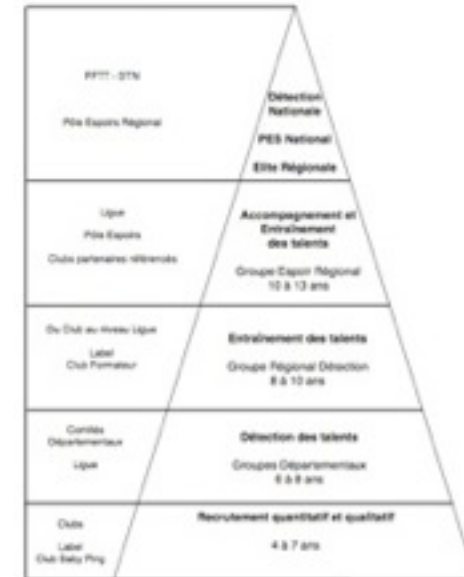 FFTT - DTN
Pôle Espoirs Régional
Détection
Nationale
PES National
Elite Régionale
Ligue
Pôle Espoirs
Clubs partenaires référencés
Accompagnement et
Entraînement
des talents
Groupe Espoir Régional
10 à 13 ans
Du Club au niveau Ligue
Label
Club Formateur
Entraînement des talents
Groupe Régional Détection
8 à 10 ans
Comités
Départementaux
Ligue
Détection des talents
Groupes Départementaux
6 à 8 ans
Clubs
Label
Club Baby Ping
Recrutement quantitatif et qualitatif
4 à 7 ans